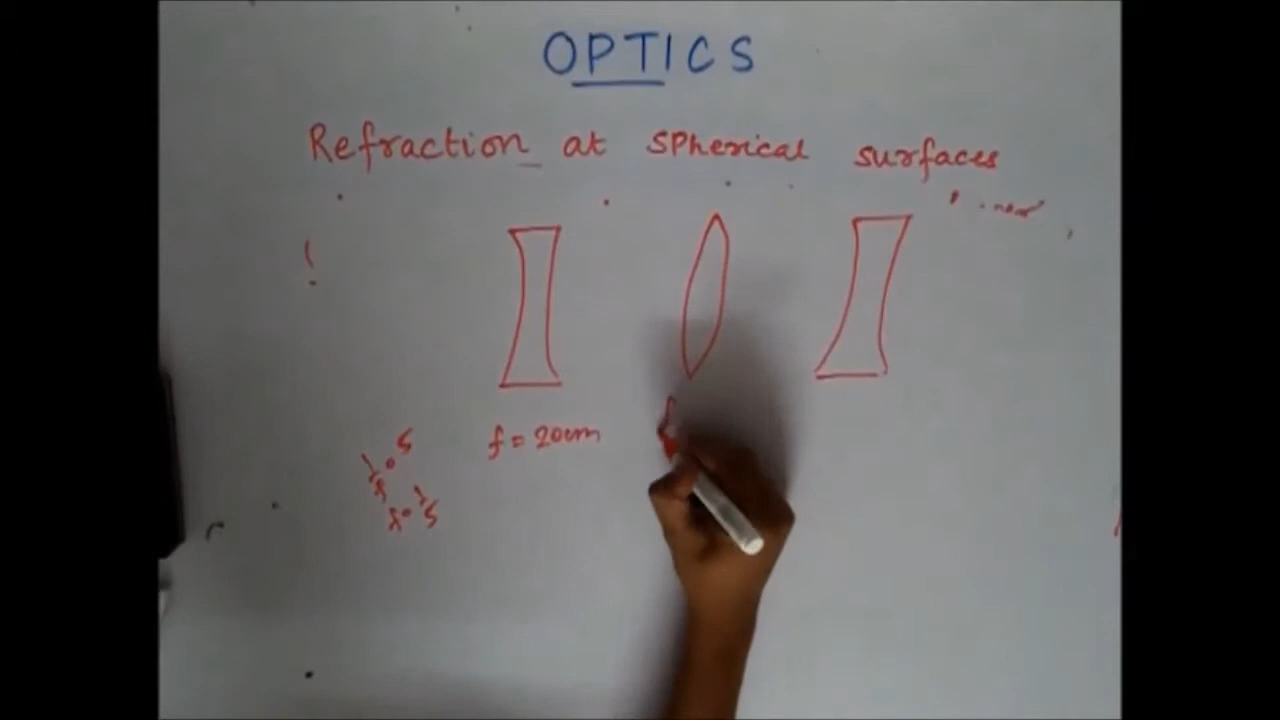 OPTICS
Refraction at spherical surfaces
f = 20cm
f